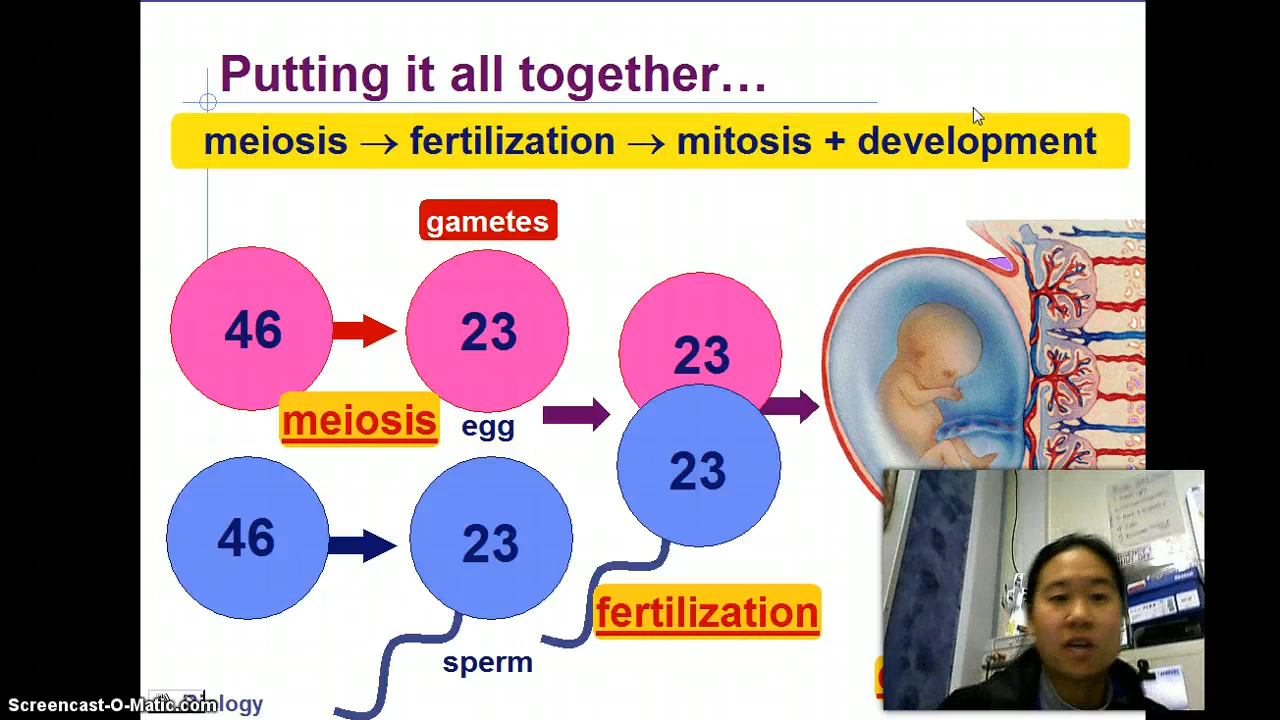 Putting it all together…
meiosis → fertilization → mitosis + development
gametes
46
23
23
meiosis
egg
46
23
23
fertilization
sperm
Screencast-O-Matic.com